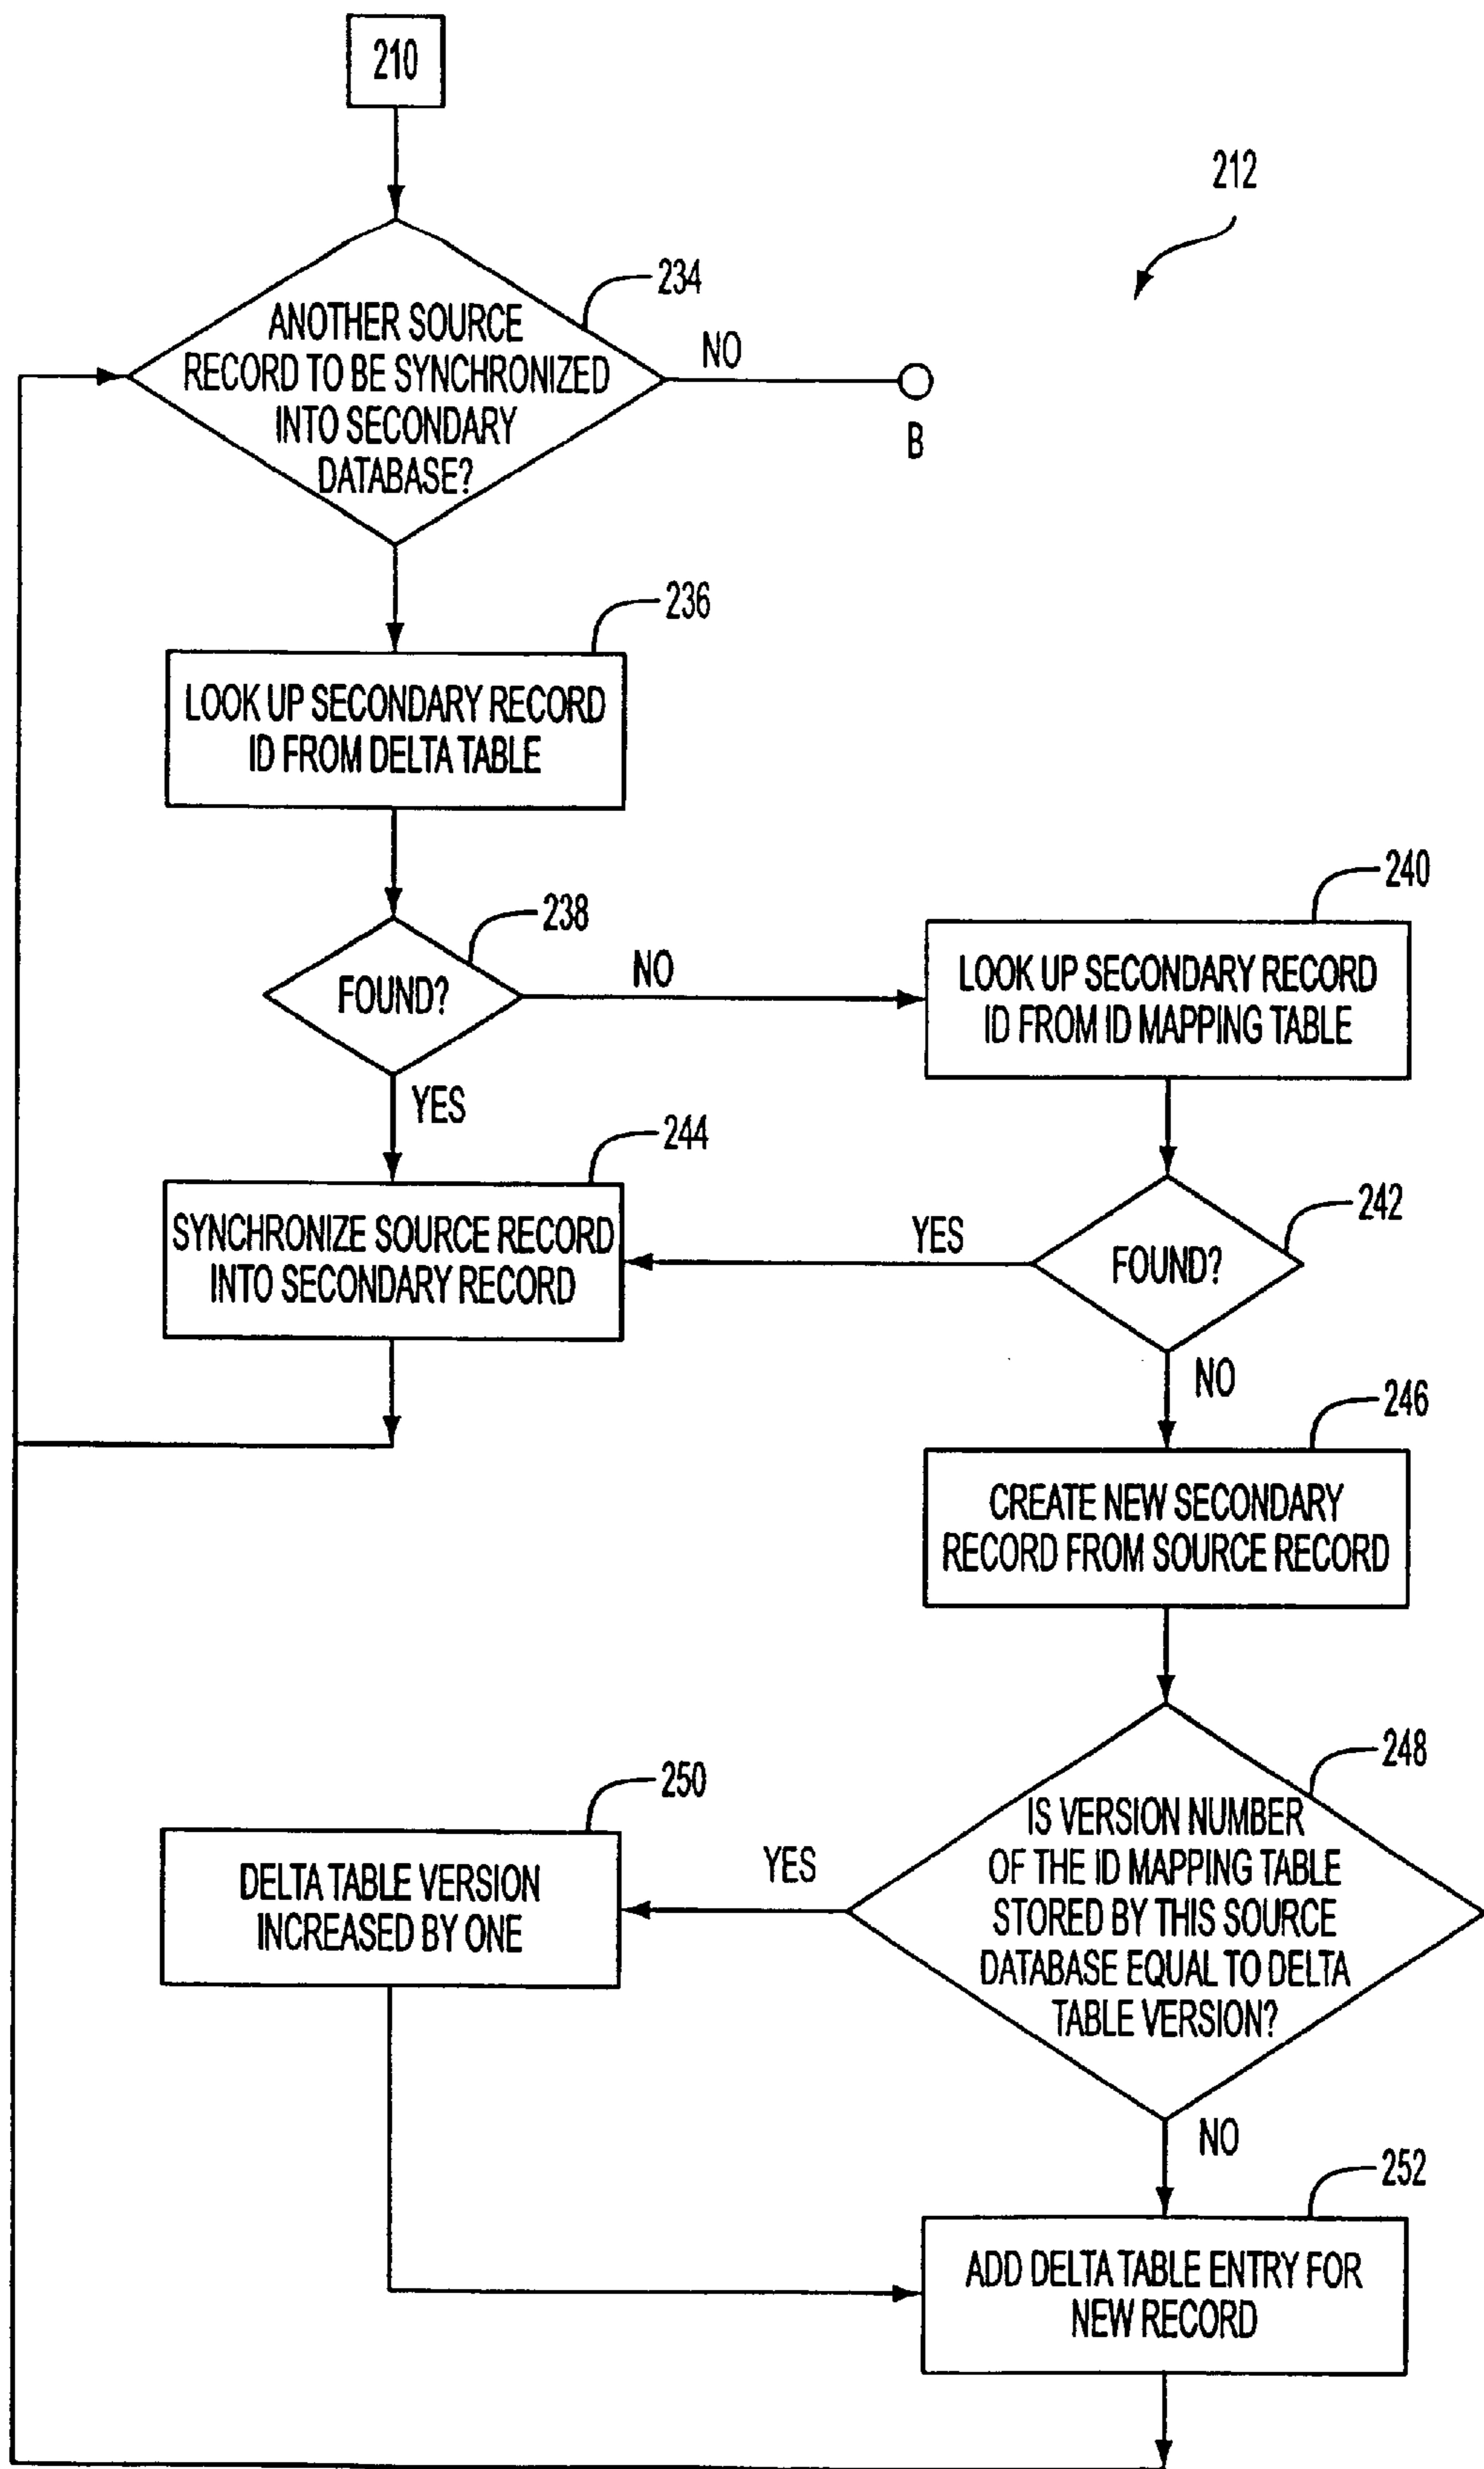 210
212
234
ANOTHER SOURCE
RECORD TO BE SYNCHRONIZED
INTO SECONDARY
DATABASE?
NO
B
236
LOOK UP SECONDARY RECORD
ID FROM DELTA TABLE
238
FOUND?
NO
YES
240
LOOK UP SECONDARY RECORD
ID FROM ID MAPPING TABLE
244
SYNCHRONIZE SOURCE RECORD
INTO SECONDARY RECORD
YES
242
FOUND?
NO
246
CREATE NEW SECONDARY
RECORD FROM SOURCE RECORD
248
IS VERSION NUMBER
OF THE ID MAPPING TABLE
STORED BY THIS SOURCE
DATABASE EQUAL TO DELTA
TABLE VERSION?
YES
250
DELTA TABLE VERSION
INCREASED BY ONE
NO
252
ADD DELTA TABLE ENTRY FOR
NEW RECORD